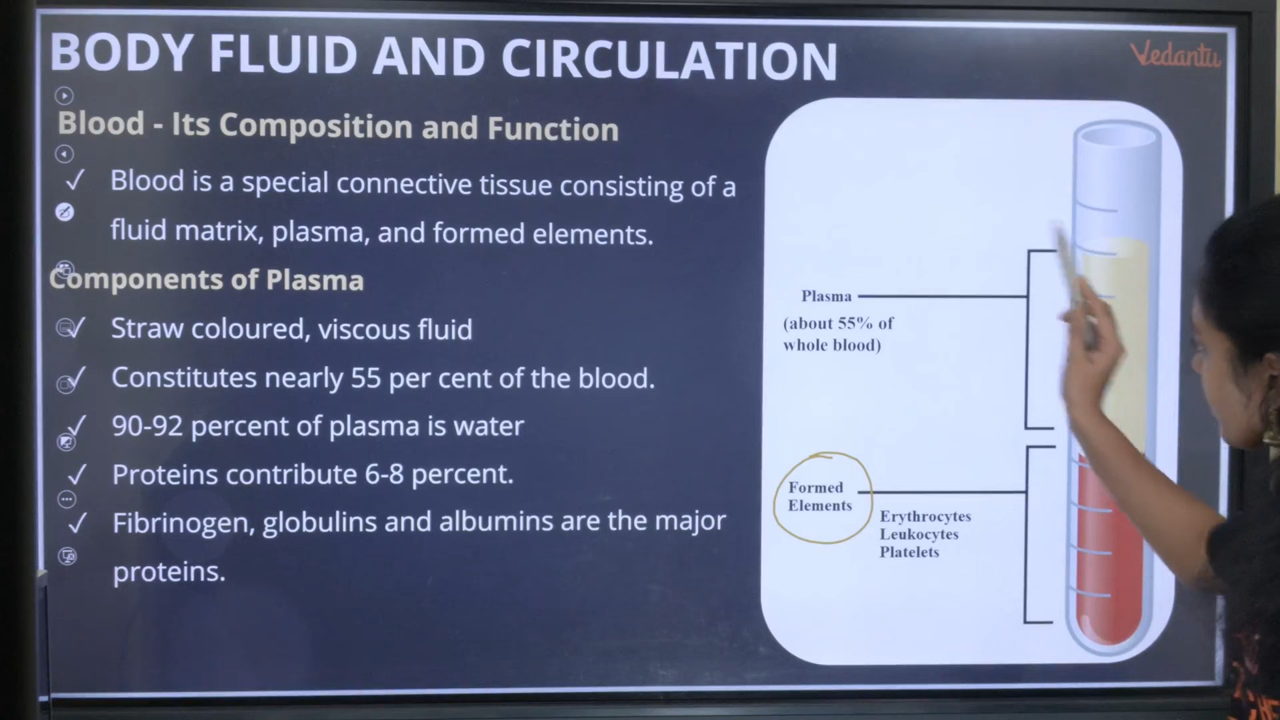 BODY FLUID AND CIRCULATION
Vedantu
Blood - Its Composition and Function
✓ Blood is a special connective tissue consisting of a
fluid matrix, plasma, and formed elements.
Components of Plasma
✓ Straw coloured, viscous fluid
✓ Constitutes nearly 55 per cent of the blood.
✓ 90-92 percent of plasma is water
✓ Proteins contribute 6-8 percent.
✓ Fibrinogen, globulins and albumins are the major
proteins.
Plasma
(about 55% of
whole blood)
Formed
Elements
Erythrocytes
Leukocytes
Platelets